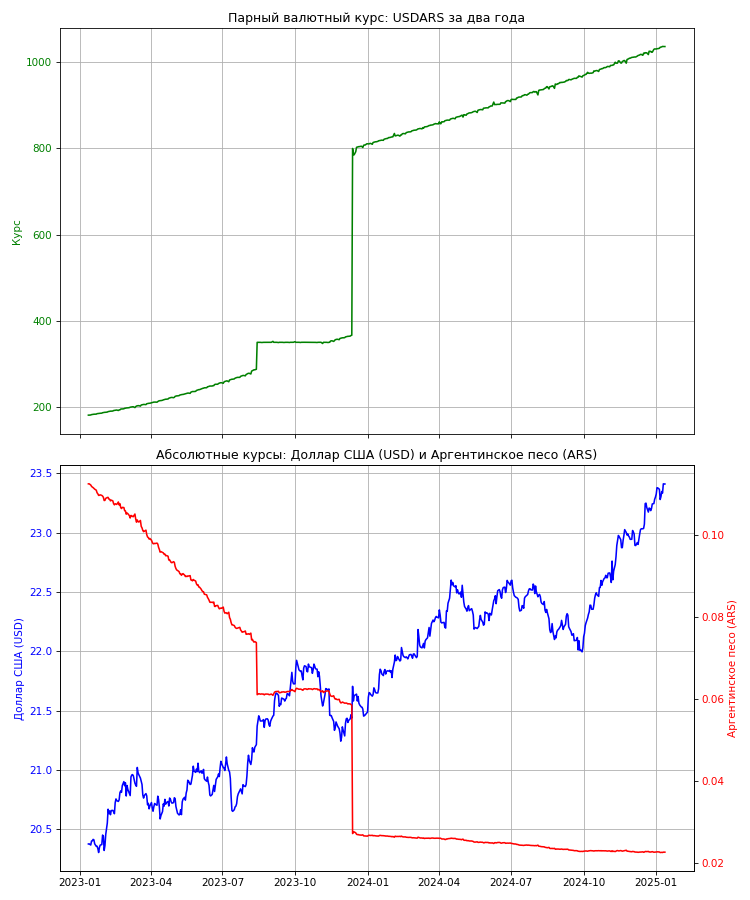 Парный валютный курс: USDARS за два года
1000
800
600
400
200
Курс
Абсолютные курсы: Доллар США (USD) и Аргентинское песо (ARS)
23.5
23.0
22.5
22.0
21.5
21.0
20.5
Доллар США (USD)
0.10
0.08
0.06
0.04
0.02
Аргентинское песо (ARS)
2023-01 2023-04 2023-07 2023-10 2024-01 2024-04 2024-07 2024-10 2025-01